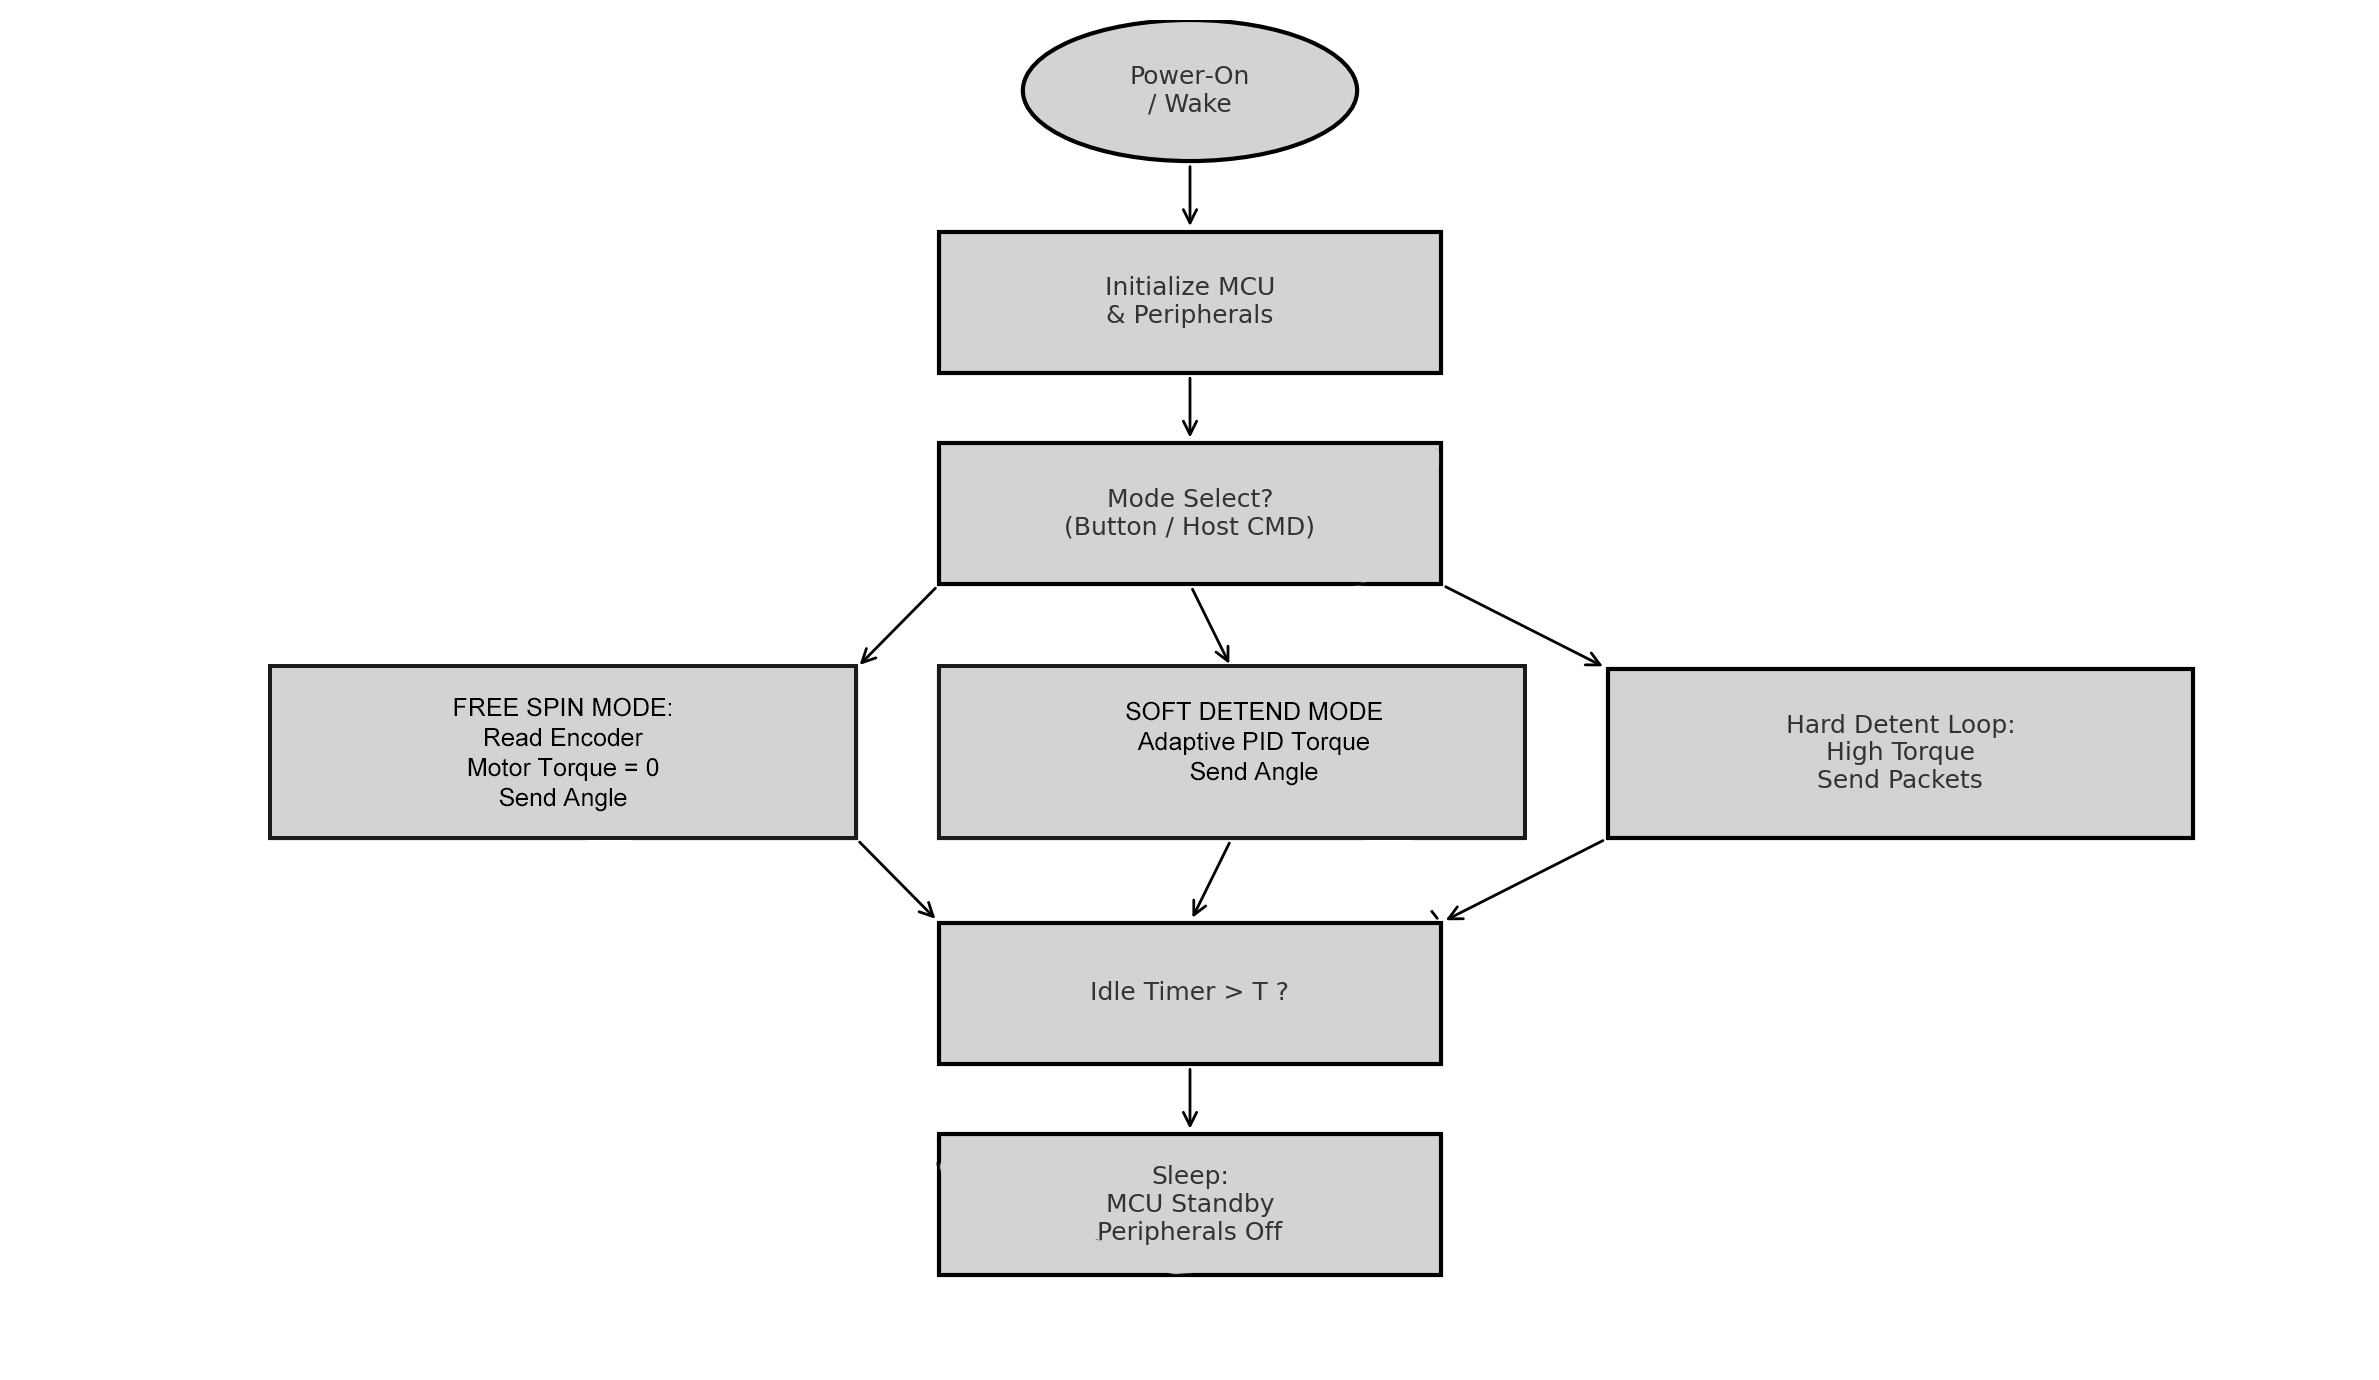 Power-On
/ Wake
Initialize MCU
& Peripherals
Mode Select?
(Button / Host CMD)
FREE SPIN MODE:
Read Encoder
Motor Torque = 0
Send Angle
SOFT DETEND MODE
Adaptive PID Torque
Send Angle
Hard Detent Loop:
High Torque
Send Packets
Idle Timer > T ?
Sleep:
MCU Standby
Peripherals Off